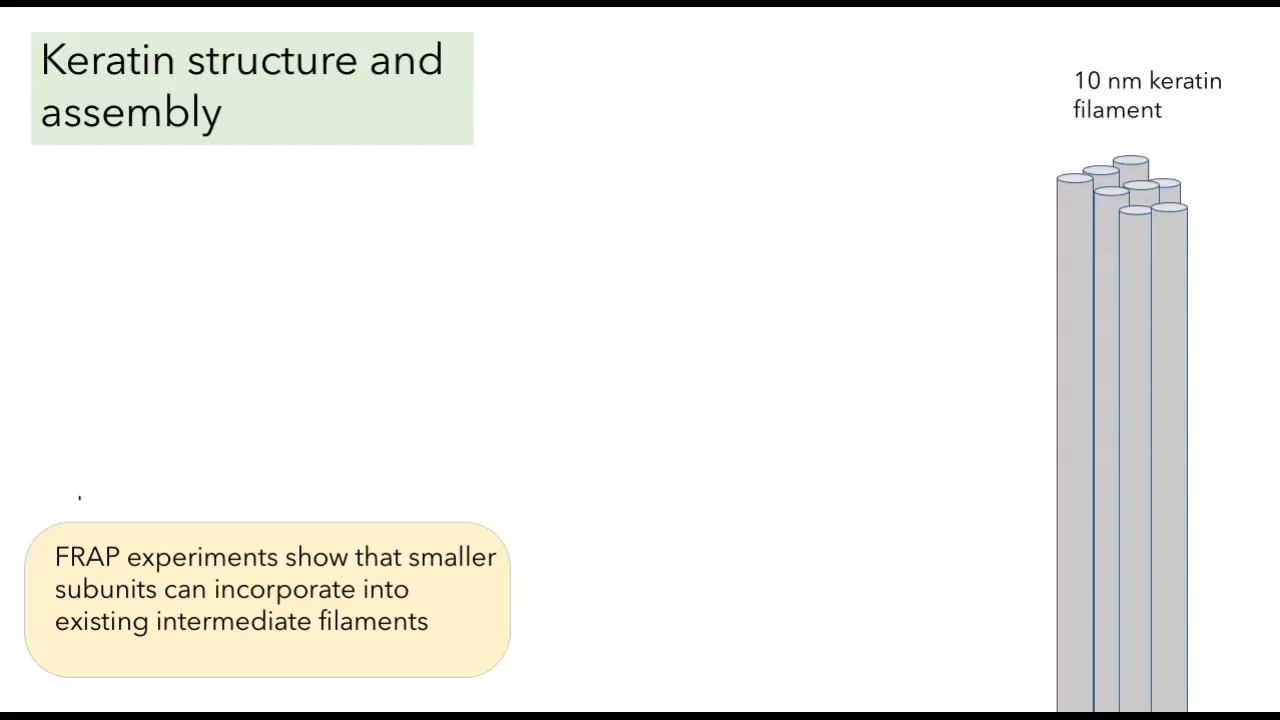 Keratin structure and
assembly
10 nm keratin
filament
FRAP experiments show that smaller
subunits can incorporate into
existing intermediate filaments